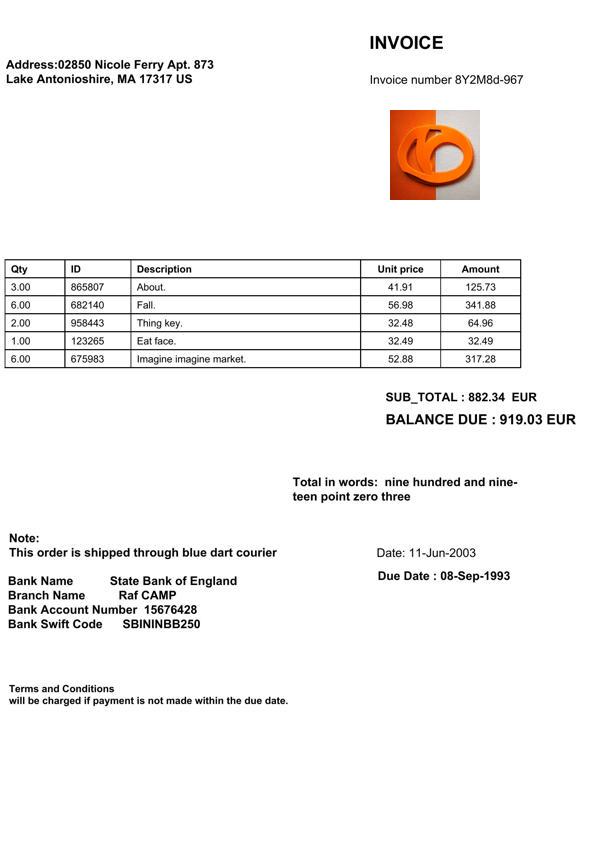 INVOICE
Address:02850 Nicole Ferry Apt. 873
Lake Antonioshire, MA 17317 US
Invoice number 8Y2M8d-967
Qty ID Description Unit price Amount
3.00 865807 About. 41.91 125.73
6.00 682140 Fall. 56.98 341.88
2.00 958443 Thing key. 32.48 64.96
1.00 123265 Eat face. 32.49 32.49
6.00 675983 Imagine imagine market. 52.88 317.28
SUB_TOTAL : 882.34 EUR
BALANCE DUE : 919.03 EUR
Total in words: nine hundred and nine-
teen point zero three
Note:
This order is shipped through blue dart courier
Date: 11-Jun-2003
Due Date : 08-Sep-1993
Bank Name State Bank of England
Branch Name Raf CAMP
Bank Account Number 15676428
Bank Swift Code SBININBB250
Terms and Conditions
will be charged if payment is not made within the due date.